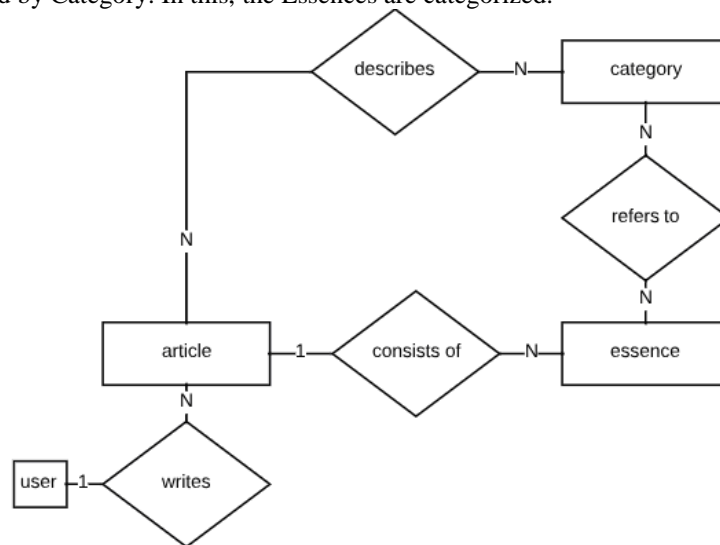 ed by Category. In this, the Essences are categorized.
describes
N
category
N
refers to
N
N
article
1
consists of
N
essence
N
user
1
writes